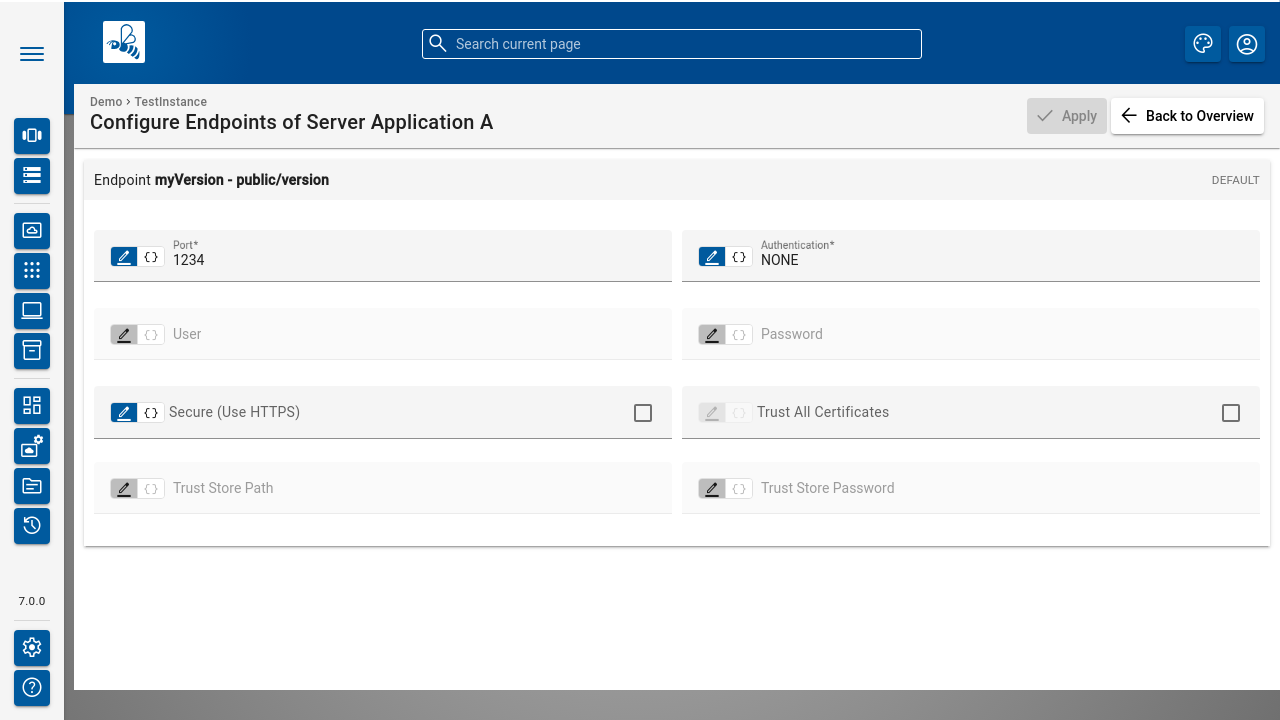 Search current page
Demo › TestInstance
Configure Endpoints of Server Application A
Apply
Back to Overview
Endpoint myVersion - public/version
DEFAULT
{} Port*
1234
{} Authentication*
NONE
{} User
{} Password
{} Secure (Use HTTPS)
{} Trust All Certificates
{} Trust Store Path
{} Trust Store Password
7.0.0